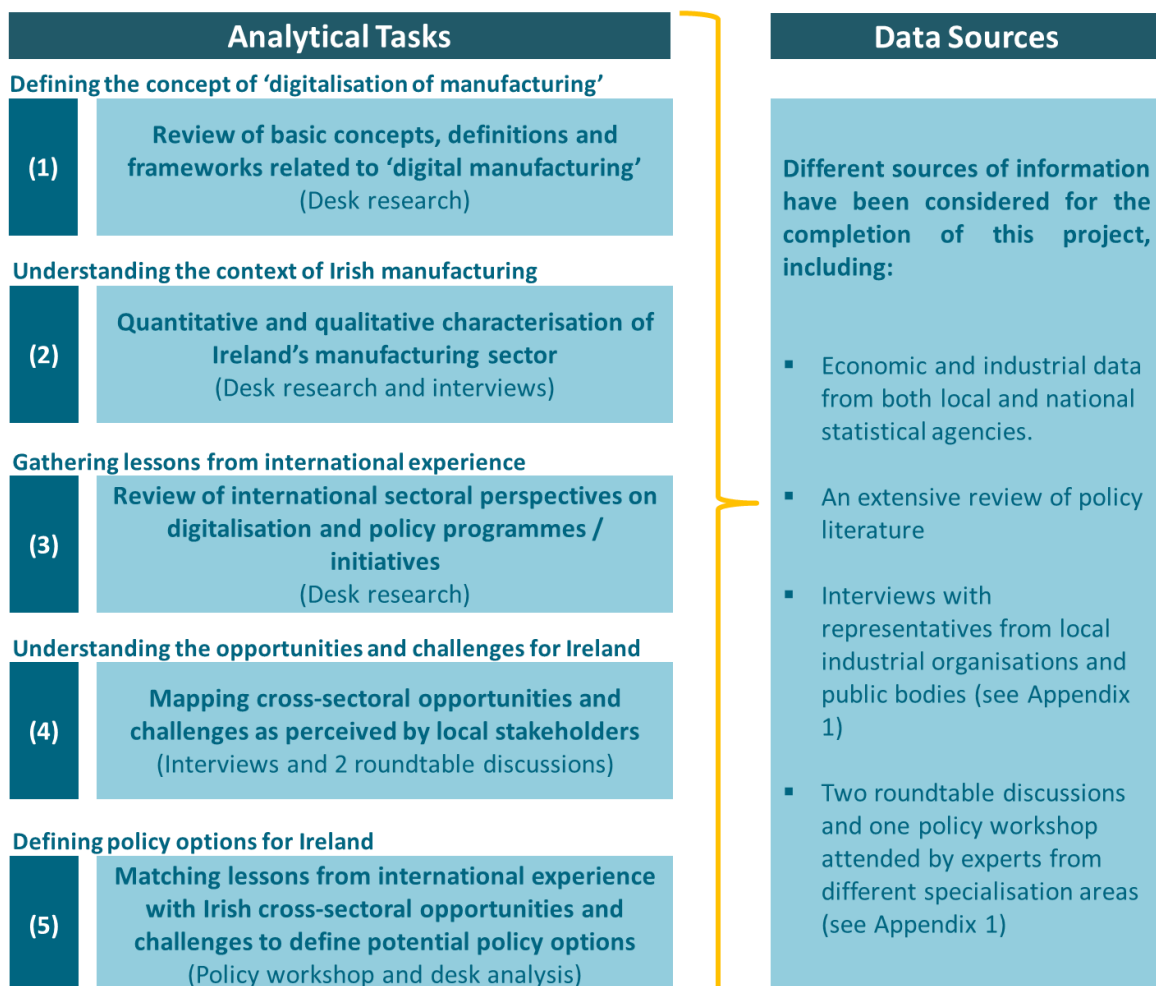 Analytical Tasks
Defining the concept of ‘digitalisation of manufacturing’
(1)
Review of basic concepts, definitions and
frameworks related to ‘digital manufacturing’
(Desk research)
Understanding the context of Irish manufacturing
(2)
Quantitative and qualitative characterisation of
Ireland’s manufacturing sector
(Desk research and interviews)
Gathering lessons from international experience
(3)
Review of international sectoral perspectives on
digitalisation and policy programmes /
initiatives
(Desk research)
Understanding the opportunities and challenges for Ireland
(4)
Mapping cross-sectoral opportunities and
challenges as perceived by local stakeholders
(Interviews and 2 roundtable discussions)
Defining policy options for Ireland
(5)
Matching lessons from international experience
with Irish cross-sectoral opportunities and
challenges to define potential policy options
(Policy workshop and desk analysis)
Data Sources
Different sources of information
have been considered for the
completion of this project,
including:
▪ Economic and industrial data
from both local and national
statistical agencies.
▪ An extensive review of policy
literature
▪ Interviews with
representatives from local
industrial organisations and
public bodies (see Appendix
1)
▪ Two roundtable discussions
and one policy workshop
attended by experts from
different specialisation areas
(see Appendix 1)